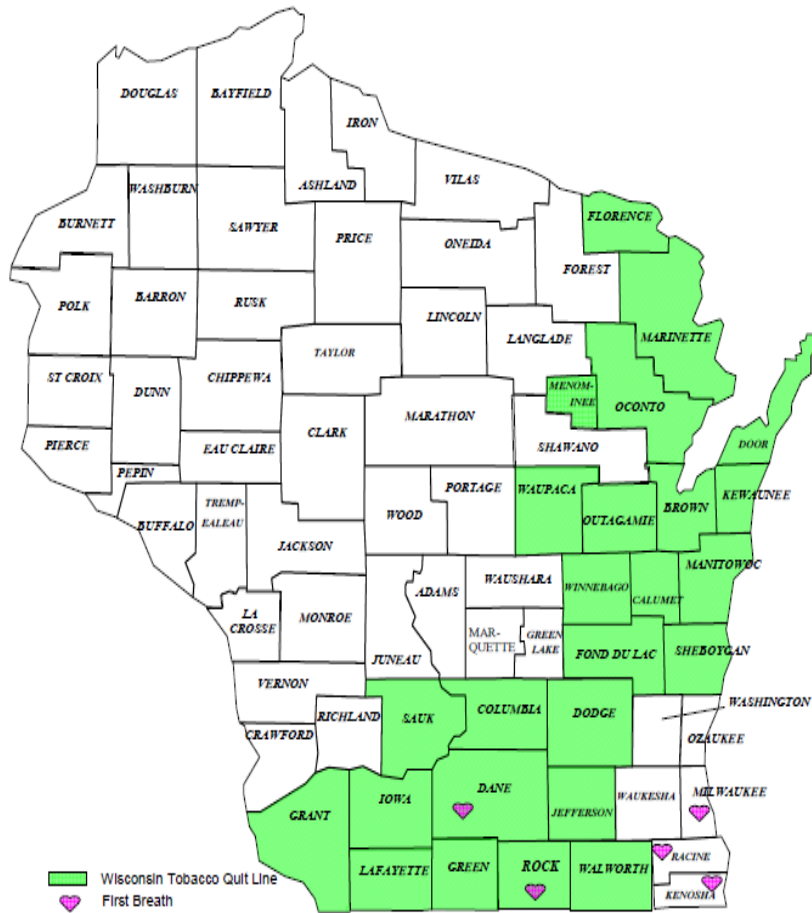 DOUGLAS
BAYFIELD
IRON
ASHLAND
VILAS
WASHBURN
BURNETT
SAWYER
PRICE
ONEIDA
FLORENCE
FOREST
POLK
BARRON
RUSK
LINCOLN
LANGLADE
MARINETTE
TAYLOR
ST CROIX
DUNN
CHIPPEWA
MARATHON
MENOM-
INEE
OCONTO
CLARK
PIERCE
EAU CLAIRE
SHAWANO
DOOR
PEPIN
BUFFALO
TREMP-
EALEAU
WOOD
PORTAGE
WAUPACA
OUTAGAMIE
BROWN
KEWAUNEE
JACKSON
ADAMS
WAUSHARA
WINNEBAGO
CALUMET
MANITOWOC
LA
CROSSE
MONROE
JUNEAU
MAR-
QUETTE
GREEN
LAKE
FOND DU LAC
SHEBOYGAN
VERNON
CRAWFORD
RICHLAND
SAUK
COLUMBIA
DODGE
WASHINGTON
OZAUKEE
GRANT
IOWA
DANE
JEFFERSON
WAUKESHA
MILWAUKEE
LAFAYETTE
GREEN
ROCK
WALWORTH
RACINE
KENOSHA
Wisconsin Tobacco Quit Line
First Breath